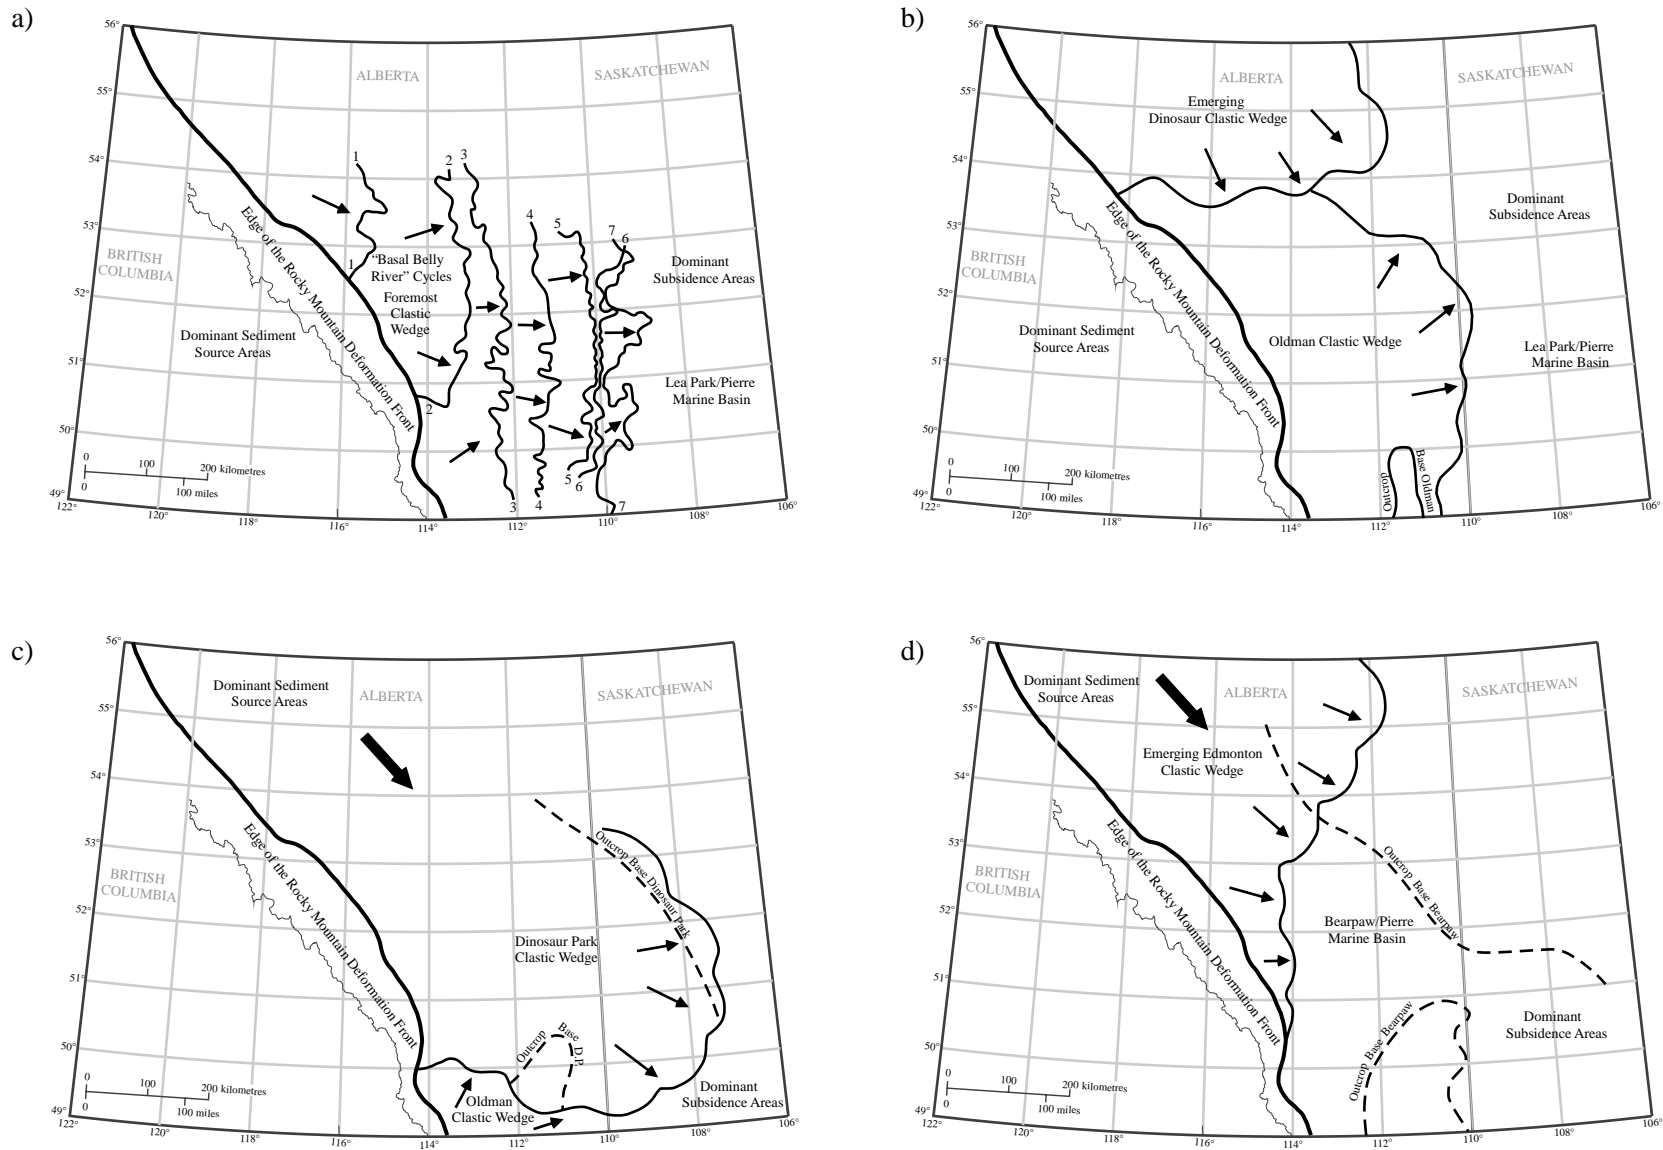 a)
56°
55°
54°
53°
52°
51°
50°
49°
122°
120°
118°
116°
114°
112°
110°
108°
106°
ALBERTA
SASKATCHEWAN
BRITISH
COLUMBIA
1
1
2
2
3
3
4
4
5
5
6
6
7
7
Edge of the Rocky Mountain Deformation Front
"Basal Belly
River" Cycles
Foremost
Clastic
Wedge
Dominant
Subsidence Areas
Dominant Sediment
Source Areas
Lea Park/Pierre
Marine Basin
0
100
200 kilometres
0
100 miles
b)
56°
55°
54°
53°
52°
51°
50°
49°
122°
120°
118°
116°
114°
112°
110°
108°
106°
ALBERTA
SASKATCHEWAN
BRITISH
COLUMBIA
Emerging
Dinosaur Clastic Wedge
Dominant
Subsidence Areas
Edge of the Rocky Mountain Deformation Front
Dominant Sediment
Source Areas
Oldman Clastic Wedge
Lea Park/Pierre
Marine Basin
Outcrop
Base Oldman
0
100
200 kilometres
0
100 miles
c)
56°
55°
54°
53°
52°
51°
50°
49°
122°
120°
118°
116°
114°
112°
110°
108°
106°
Dominant Sediment
Source Areas
ALBERTA
SASKATCHEWAN
BRITISH
COLUMBIA
Edge of the Rocky Mountain Deformation Front
Outcrop Base Dinosaur Park
Dinosaur Park
Clastic Wedge
Outcrop Base D.P.
Oldman
Clastic Wedge
Dominant
Subsidence Areas
0
100
200 kilometres
0
100 miles
d)
56°
55°
54°
53°
52°
51°
50°
49°
122°
120°
118°
116°
114°
112°
110°
108°
106°
Dominant Sediment
Source Areas
ALBERTA
SASKATCHEWAN
BRITISH
COLUMBIA
Emerging Edmonton
Clastic Wedge
Edge of the Rocky Mountain Deformation Front
Outcrop Base Bearpaw
Bearpaw/Pierre
Marine Basin
Outcrop Base Bearpaw
Dominant
Subsidence Areas
0
100
200 kilometres
0
100 miles